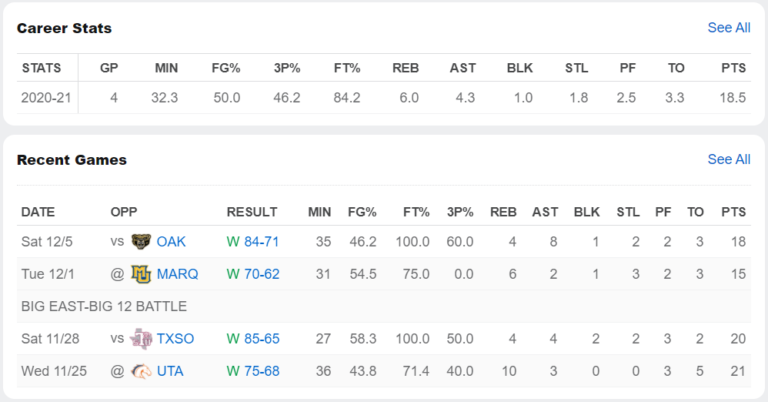 Career Stats See All
STATS GP MIN FG% 3P% FT% REB AST BLK STL PF TO PTS
2020-21 4 32.3 50.0 46.2 84.2 6.0 4.3 1.0 1.8 2.5 3.3 18.5
Recent Games See All
DATE OPP RESULT MIN FG% FT% 3P% REB AST BLK STL PF TO PTS
Sat 12/5 vs OAK W 84-71 35 46.2 100.0 60.0 4 8 1 2 2 3 18
Tue 12/1 @ MU MARQ W 70-62 31 54.5 75.0 0.0 6 2 1 3 2 3 15
BIG EAST-BIG 12 BATTLE
Sat 11/28 vs TXSO W 85-65 27 58.3 100.0 50.0 4 4 2 2 3 2 20
Wed 11/25 @ UTA W 75-68 36 43.8 71.4 40.0 10 3 0 0 3 5 21